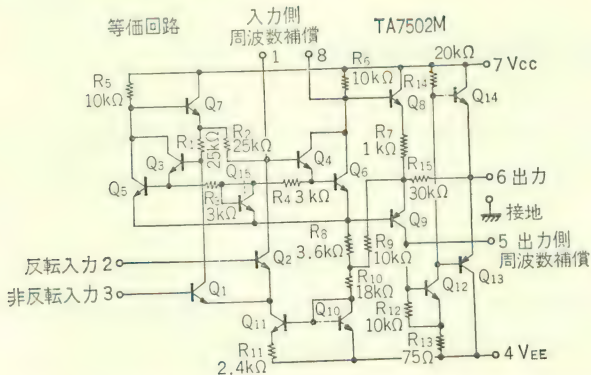 等価回路
入力側
周波数補償
TA7502M
1
8
R5
10kΩ
Q7
R6
10kΩ
R14
20kΩ
7 VCC
Q14
Q8
Q3
R1
25kΩ
R2
25kΩ
Q4
R7
1kΩ
Q5
Q15
R3
3kΩ
R4
3kΩ
Q6
R15
30kΩ
6 出力
接地
Q9
R8
3.6kΩ
R9
10kΩ
5 出力側
周波数補償
反転入力 2
Q2
R10
18kΩ
Q12
Q13
非反転入力 3
Q1
Q11
Q10
R12
10kΩ
R11
2.4kΩ
R13
75Ω
4 VEE